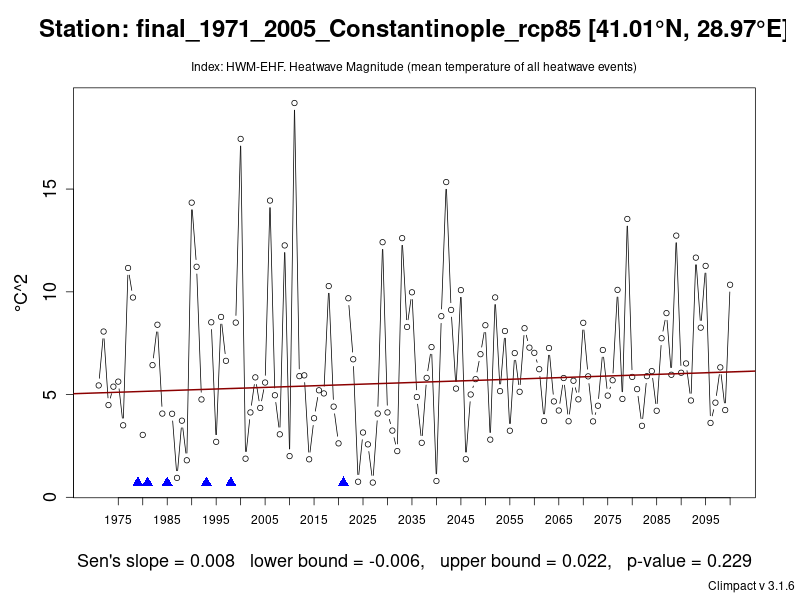 Station: final_1971_2005_Constantinople_rcp85 [41.01°N, 28.97°E]
Index: HWM-EHF. Heatwave Magnitude (mean temperature of all heatwave events)
°C^2
15
10
5
0
1975 1985 1995 2005 2015 2025 2035 2045 2055 2065 2075 2085 2095
Sen's slope = 0.008 lower bound = -0.006, upper bound = 0.022, p-value = 0.229
Climpact v 3.1.6